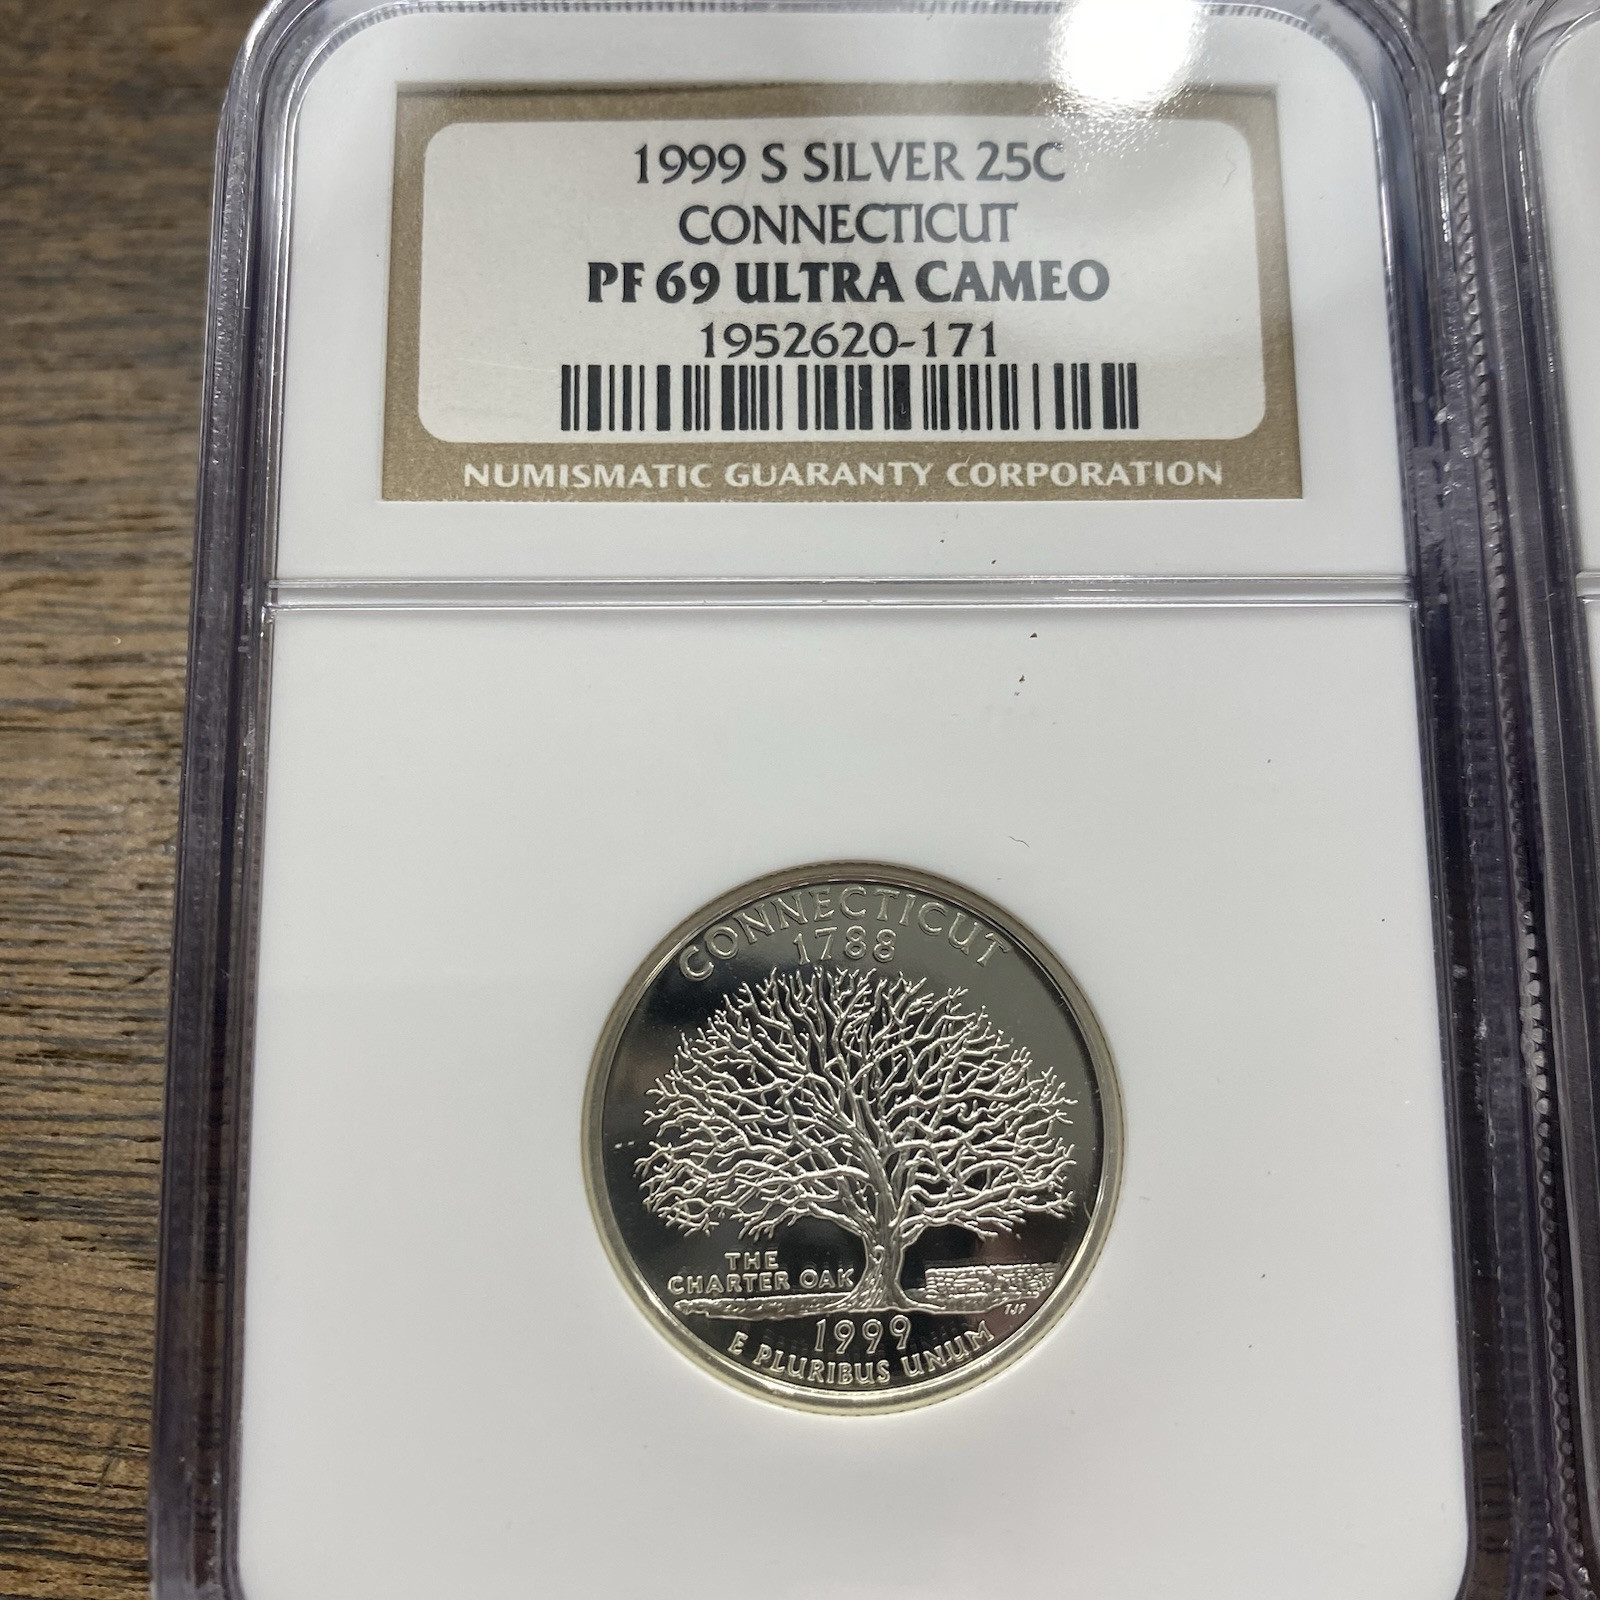 1999 S SILVER 25C
CONNECTICUT
PF 69 ULTRA CAMEO
1952620-171
NUMISMATIC GUARANTY CORPORATION
CONNECTICUT
1788
THE
CHARTER OAK
TJF
1999
E PLURIBUS UNUM